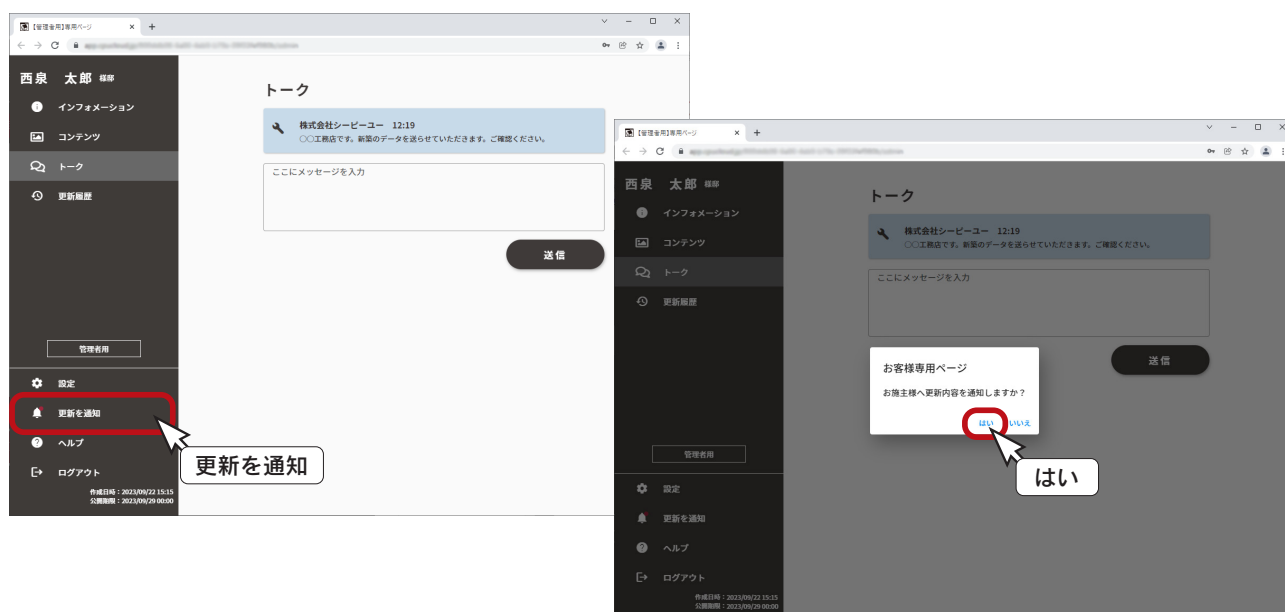 【管理者用】専用ページ
西泉 太郎 様邸
インフォメーション
コンテンツ
トーク
更新履歴
管理者用
設定
更新を通知
ヘルプ
ログアウト
作成日時：2023/09/22 15:15
公開期限：2023/09/29 00:00
トーク
株式会社シーピーユー 12:19
○○工務店です。新築のデータを送らせていただきます。ご確認ください。
ここにメッセージを入力
送信
更新を通知
【管理者用】専用ページ
西泉 太郎 様邸
インフォメーション
コンテンツ
トーク
更新履歴
管理者用
設定
更新を通知
ヘルプ
ログアウト
作成日時：2023/09/22 15:15
公開期限：2023/09/29 00:00
トーク
株式会社シーピーユー 12:19
○○工務店です。新築のデータを送らせていただきます。ご確認ください。
ここにメッセージを入力
送信
お客様専用ページ
お施主様へ更新内容を通知しますか？
はい いいえ
はい